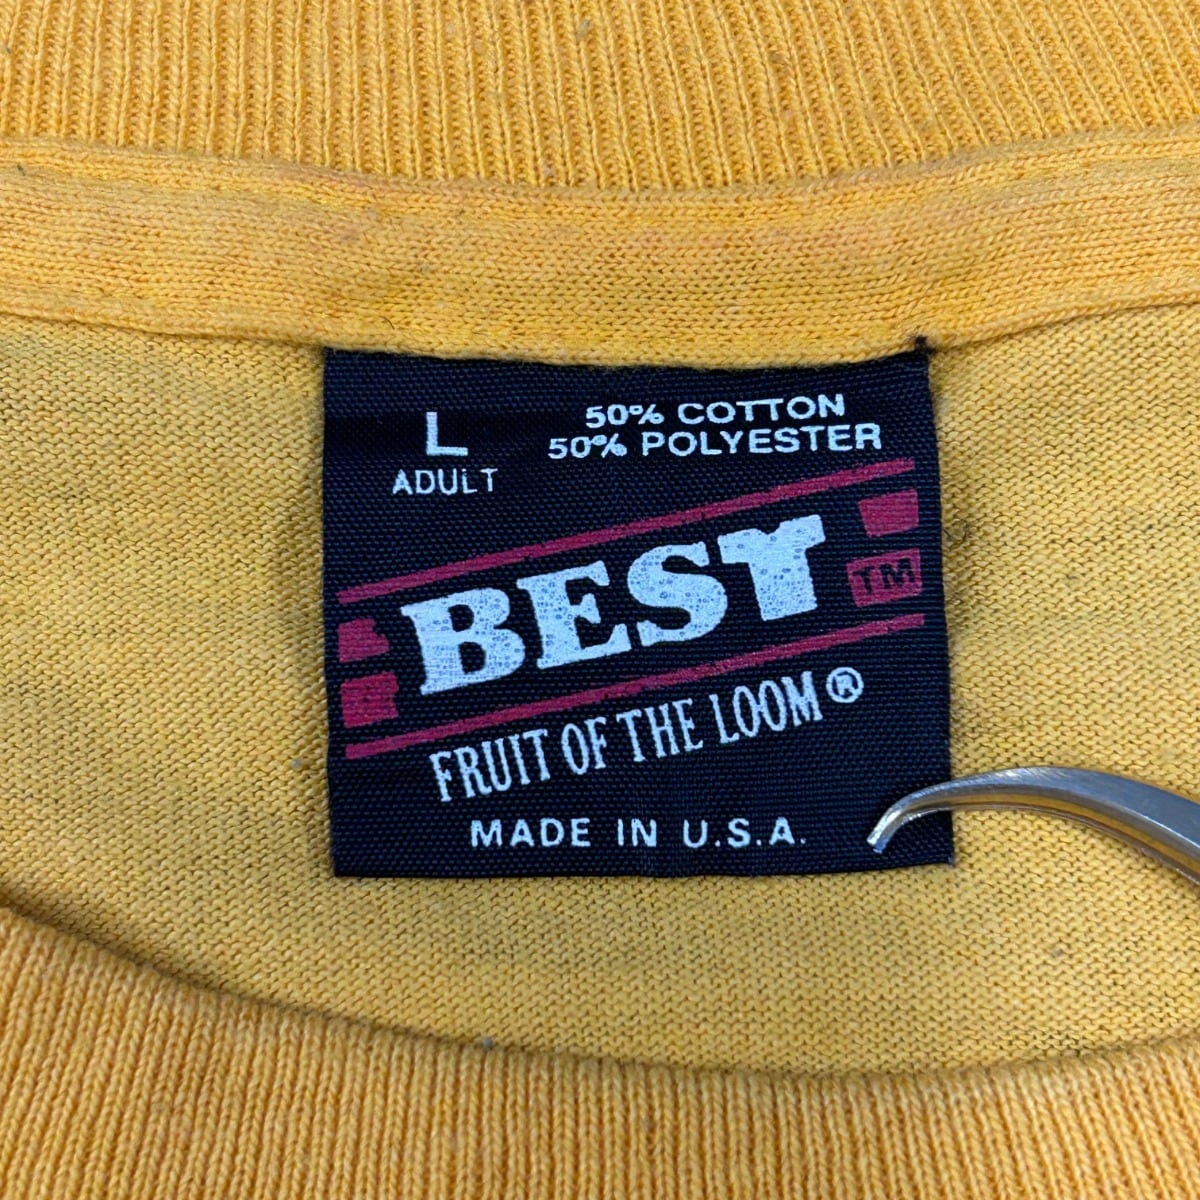 L
ADULT
50% COTTON
50% POLYESTER
BEST
TM
FRUIT OF THE LOOM®
MADE IN U.S.A.